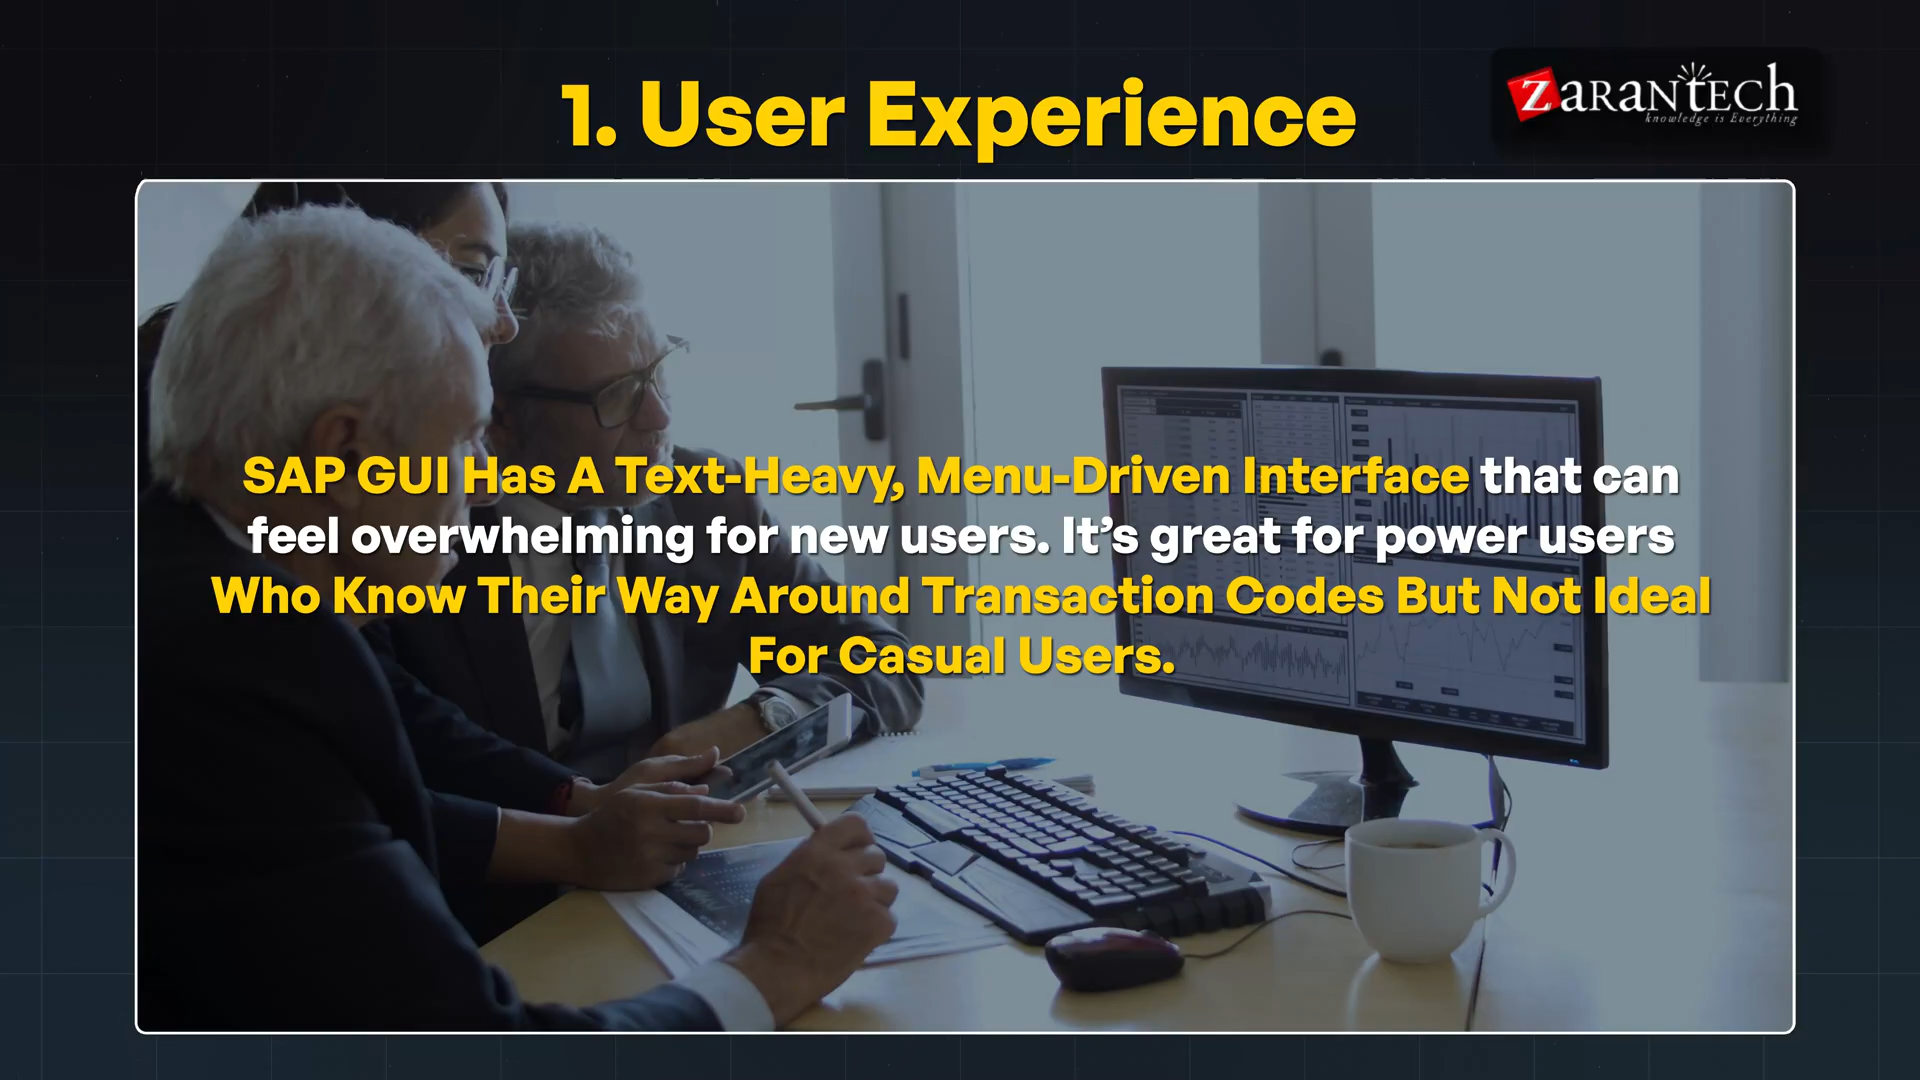 1. User Experience
ZARANTECH
knowledge is Everything
SAP GUI Has A Text-Heavy, Menu-Driven Interface that can
feel overwhelming for new users. It’s great for power users
Who Know Their Way Around Transaction Codes But Not Ideal
For Casual Users.